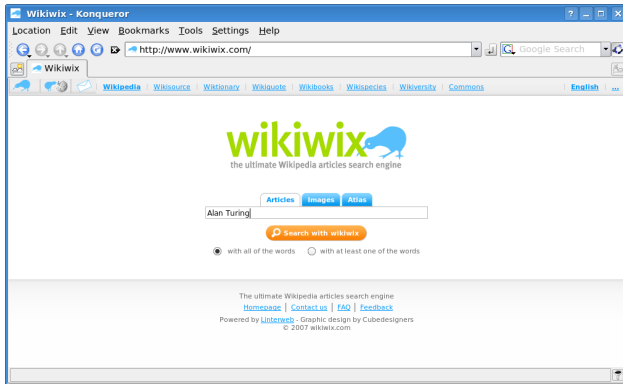 Wikiwix - Konqueror
Location Edit View Bookmarks Tools Settings Help
http://www.wikiwix.com/
Google Search
Wikiwix
Wikipedia | Wikisource | Wiktionary | Wikiquote | Wikibooks | Wikispecies | Wikiversity | Commons | English | ...
wikiwix
the ultimate Wikipedia articles search engine
Articles Images Atlas
Alan Turing
Search with wikiwix
with all of the words with at least one of the words
The ultimate Wikipedia articles search engine
Homepage | Contact us | FAQ | Feedback
Powered by Linterweb - Graphic design by Cubedesigners
© 2007 wikiwix.com